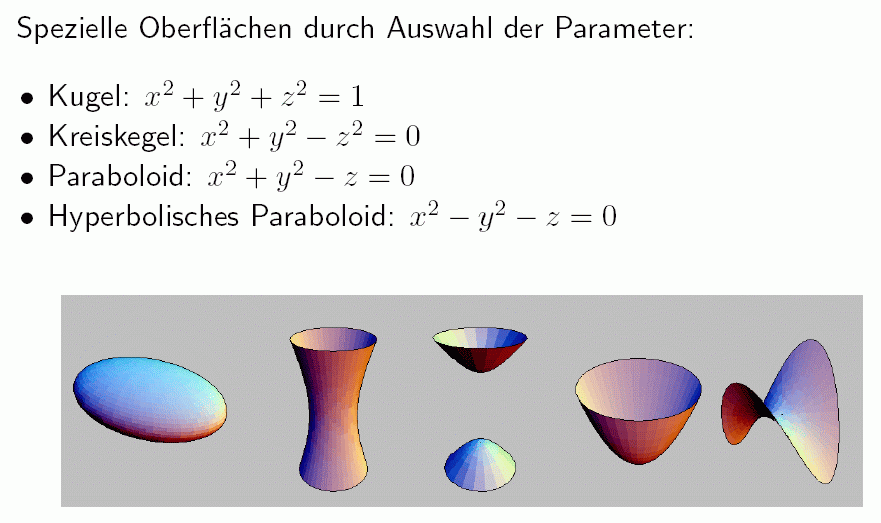 Spezielle Oberflächen durch Auswahl der Parameter:
• Kugel: x² + y² + z² = 1
• Kreiskegel: x² + y² − z² = 0
• Paraboloid: x² + y² − z = 0
• Hyperbolisches Paraboloid: x² − y² − z = 0